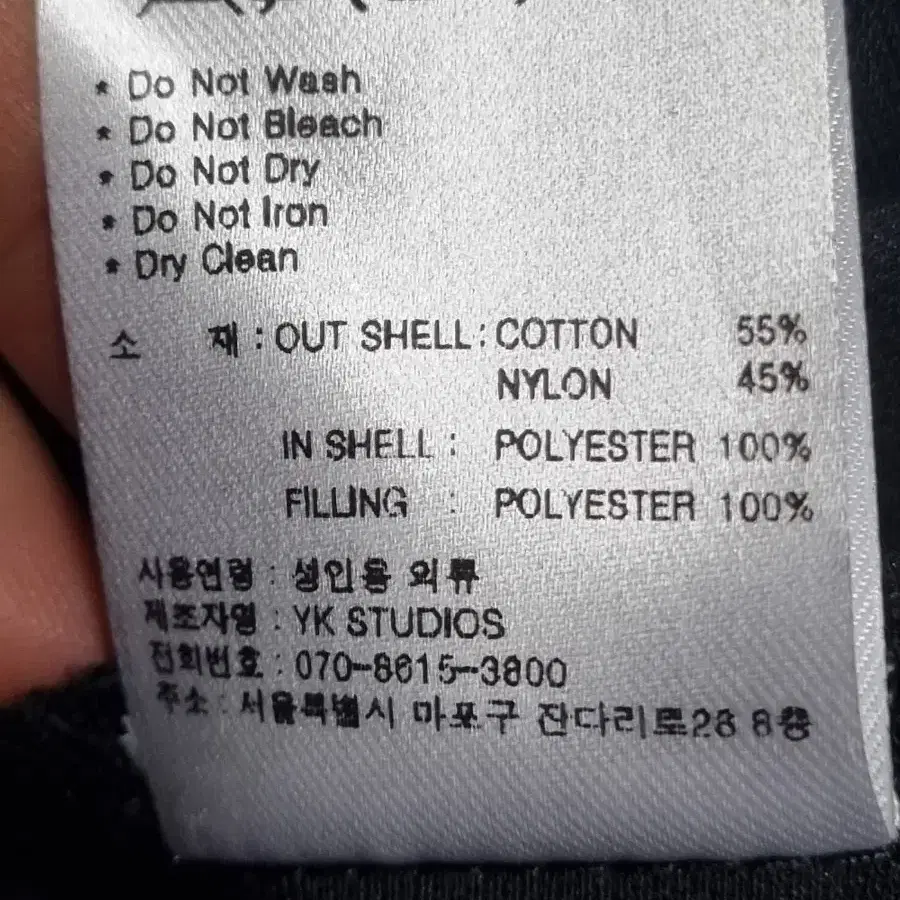 * Do Not Wash
* Do Not Bleach
* Do Not Dry
* Do Not Iron
* Dry Clean
소 재 : OUT SHELL : COTTON 55%
NYLON 45%
IN SHELL : POLYESTER 100%
FILLING : POLYESTER 100%
사용연령 : 성인용 의류
제조자명 : YK STUDIOS
전화번호 : 070-8615-3800
주소 : 서울특별시 마포구 잔다리로28 8층